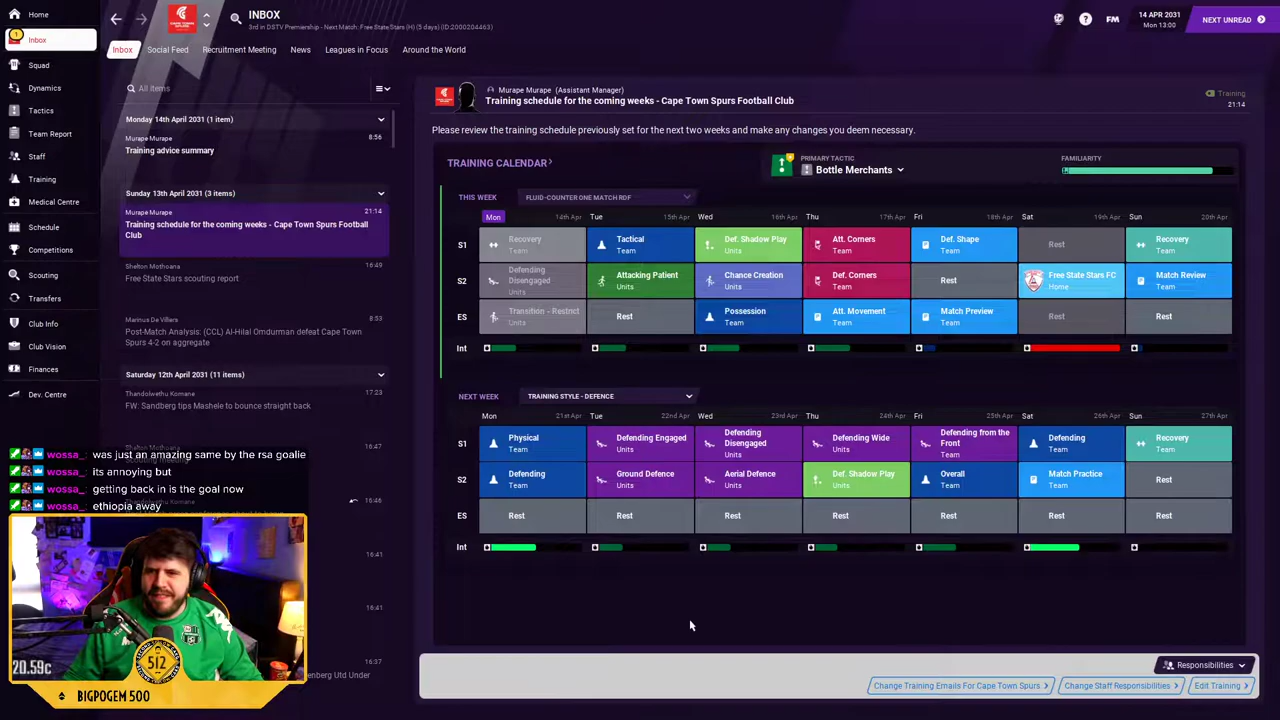 Home
1
Inbox
Squad
Dynamics
Tactics
Team Report
Staff
Training
Medical Centre
Schedule
Competitions
Scouting
Transfers
Club Info
Club Vision
Finances
Dev. Centre
INBOX
3rd in DSTV Premiership - Next Match: Free State Stars (H) (5 days) (ID:2000204463)
FM
14 APR 2031
MON 13:00
NEXT UNREAD
Inbox Social Feed Recruitment Meeting News Leagues in Focus Around the World
All Items
Monday 14th April 2031 (1 item)
Murape Murape 8:56
Training advice summary
Sunday 13th April 2031 (3 items)
Murape Murape 21:14
Training schedule for the coming weeks - Cape Town Spurs Football
Club
Shelton Mothoana 16:49
Free State Stars scouting report
Marinus De Villiers 8:53
Post-Match Analysis: (CCL) Al-Hilal Omdurman defeat Cape Town
Spurs 4-2 on aggregate
Saturday 12th April 2031 (11 items)
Thandolwethu Komane 17:23
FW: Sandberg tips Mashele to bounce straight back
16:47
16:46
16:41
16:41
16:37
Utd Under
Murape Murape (Assistant Manager)
Training schedule for the coming weeks - Cape Town Spurs Football Club
Training
21:14
Please review the training schedule previously set for the next two weeks and make any changes you deem necessary.
TRAINING CALENDAR
PRIMARY TACTIC
Bottle Merchants
FAMILIARITY
THIS WEEK FLUID-COUNTER ONE MATCH RDF
Mon 14th Apr Tue 15th Apr Wed 16th Apr Thu 17th Apr Fri 18th Apr Sat 19th Apr Sun 20th Apr
S1 Recovery Tactical Def. Shadow Play Att. Corners Def. Shape Rest Recovery
Team Team Units Team Team Team
S2 Defending Disengaged Attacking Patient Chance Creation Def. Corners Rest Free State Stars FC Match Review
Units Units Units Team Home Team
ES Transition - Restrict Rest Possession Att. Movement Match Preview Rest Rest
Units Team Team Team
Int
NEXT WEEK TRAINING STYLE - DEFENCE
Mon 21st Apr Tue 22nd Apr Wed 23rd Apr Thu 24th Apr Fri 25th Apr Sat 26th Apr Sun 27th Apr
S1 Physical Defending Engaged Defending Disengaged Defending Wide Defending from the Front Defending Recovery
Team Units Units Units Units Team Team
S2 Defending Ground Defence Aerial Defence Def. Shadow Play Overall Match Practice Rest
Team Units Units Units Team Team
ES Rest Rest Rest Rest Rest Rest Rest
Int
Responsibilities
Change Training Emails For Cape Town Spurs Change Staff Responsibilities Edit Training
wossa_: was just an amazing same by the rsa goalie
wossa_: its annoying but
wossa_: getting back in is the goal now
wossa_: ethiopia away
512
20.59c
BIGPOGEM 500